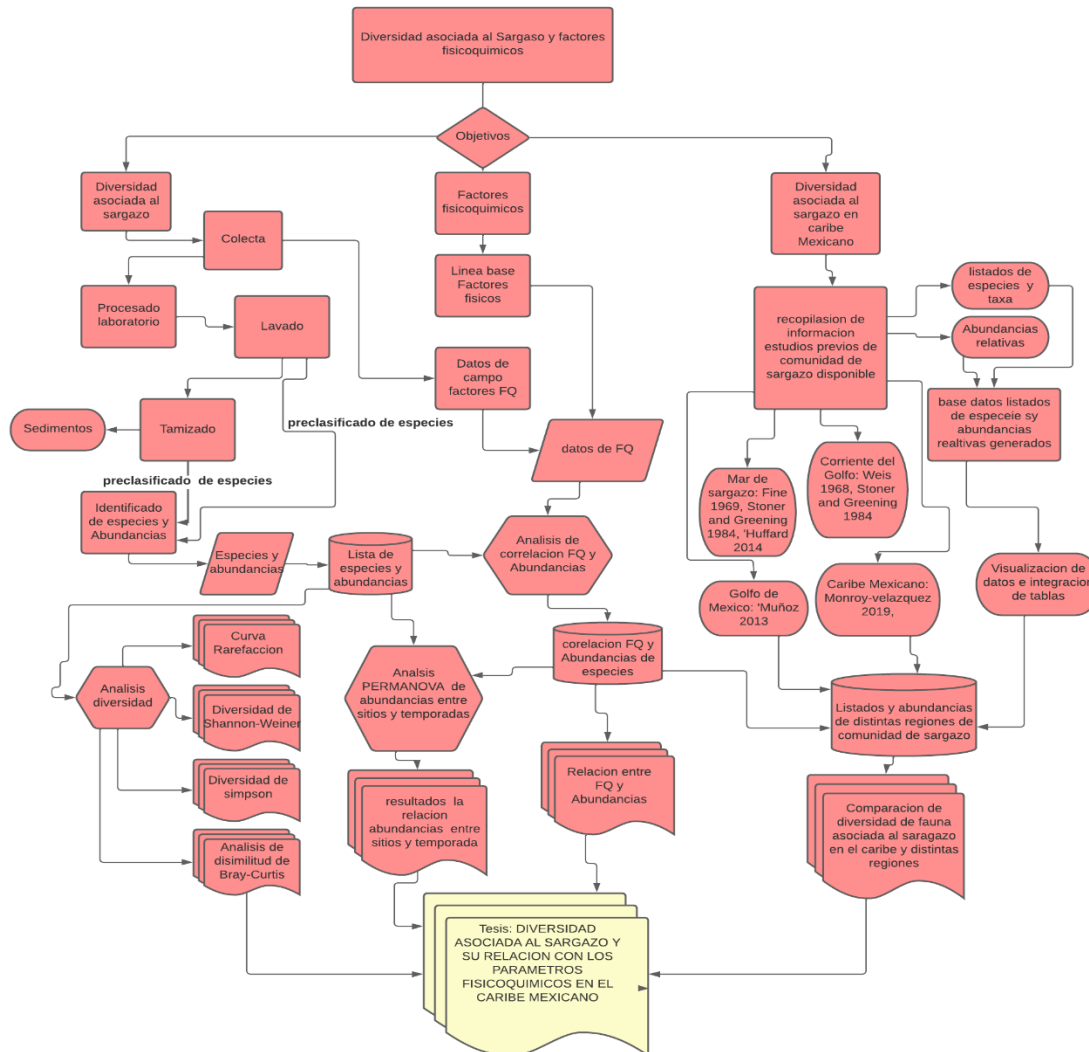 Diversidad asociada al Sargaso y factores
fisicoquimicos
Objetivos
Diversidad
asociada al
sargazo
Factores
fisicoquimicos
Diversidad
asociada al
sargazo en
caribe
Mexicano
Colecta
Linea base
Factores
fisicos
listados de
especies y
taxa
Procesado
laboratorio
Lavado
recopilasion de
informacion
estudios previos de
comunidad de
sargazo disponible
Abundancias
relativas
Datos de
campo
factores FQ
base datos listados
de especeie sy
abundancias
realtivas generados
Sedimentos
Tamizado
preclasificado de especies
datos de FQ
preclasificado de especies
Mar de
sargazo: Fine
1969, Stoner
and Greening
1984, 'Huffard
2014
Corriente del
Golfo: Weis
1968, Stoner
and Greening
1984
Identificado
de especies y
Abundancias
Especies y
abundancias
Lista de
especies y
abundancias
Analisis de
correlacion FQ y
Abundancias
Visualizacion de
datos e integracion
de tablas
Golfo de
Mexico: 'Muñoz
2013
Caribe Mexicano:
Monroy-velazquez
2019,
Curva
Rarefaccion
Analisis
diversidad
Diversidad de
Shannon-Weiner
Analsis
PERMANOVA de
abundancias entre
sitios y temporadas
corelacion FQ y
Abundancias de
especies
Listados y abundancias
de distintas regiones de
comunidad de sargazo
Diversidad de
simpson
resultados la
relacion
abundancias entre
sitios y temporada
Relacion entre
FQ y
Abundancias
Comparacion de
diversidad de fauna
asociada al saragazo
en el caribe y distintas
regiones
Analisis de
disimilitud de
Bray-Curtis
Tesis: DIVERSIDAD
ASOCIADA AL SARGAZO Y
SU RELACION CON LOS
PARAMETROS
FISICOQUIMICOS EN EL
CARIBE MEXICANO